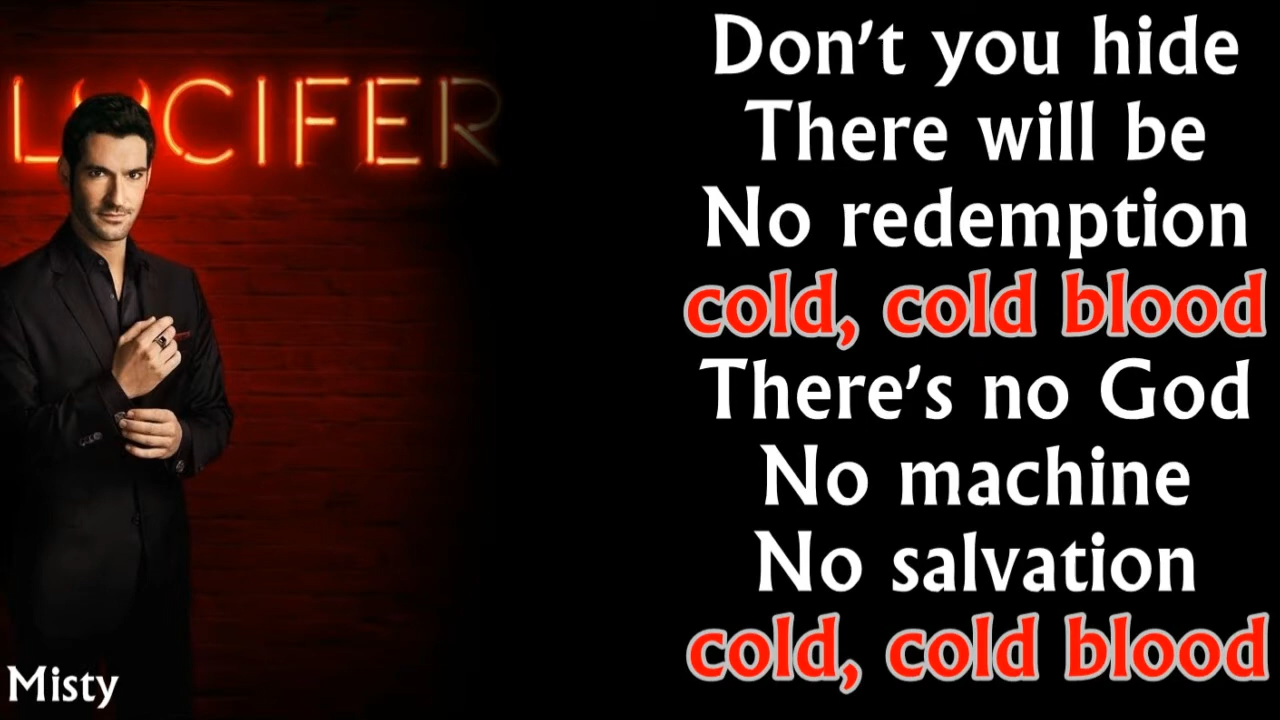 LUCIFER
Don't you hide
There will be
No redemption
cold, cold blood
There's no God
No machine
No salvation
cold, cold blood
Misty